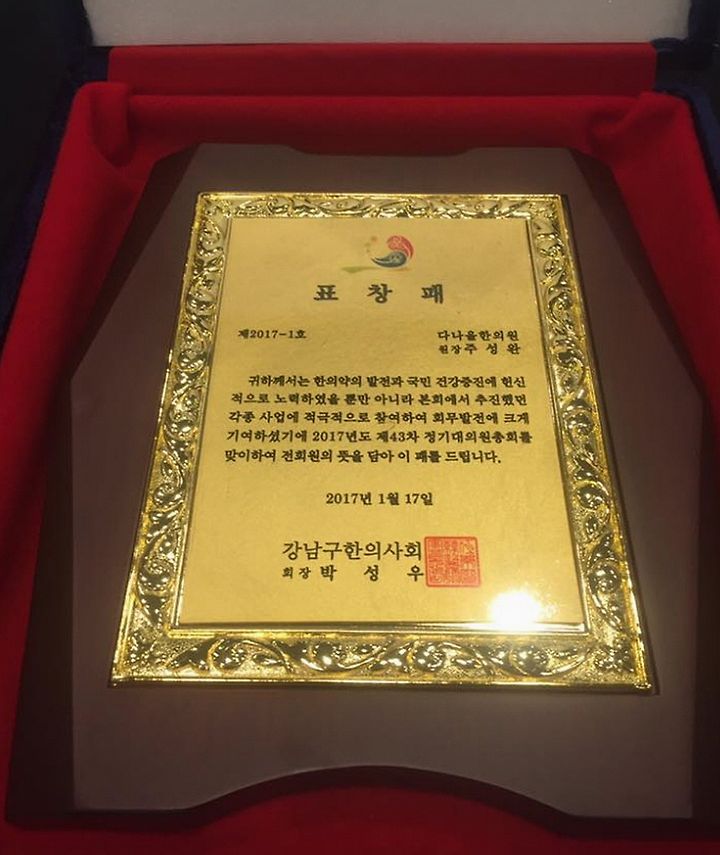 표 창 패
제2017-1호
다나을한의원
원장 주 성 완
귀하께서는 한의약의 발전과 국민 건강증진에 헌신
적으로 노력하였을 뿐만 아니라 본회에서 추진했던
각종 사업에 적극적으로 참여하여 회무발전에 크게
기여하셨기에 2017년도 제43차 정기대의원총회를
맞이하여 전회원의 뜻을 담아 이 패를 드립니다.
2017년 1월 17일
강남구한의사회
회장 박 성 우